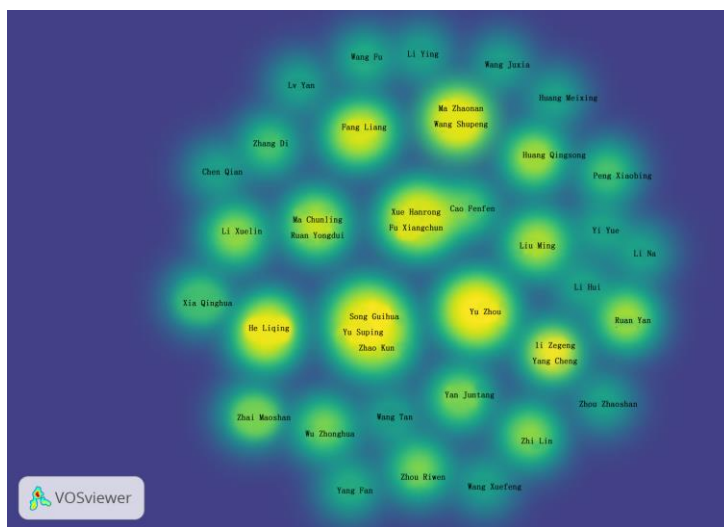 Wang Fu
Li Ying
Wang Juxia
Lv Yan
Huang Meixing
Ma Zhaonan
Wang Shupeng
Fang Liang
Zhang Di
Huang Qingsong
Chen Qian
Peng Xiaobing
Xue Hanrong
Cao Fenfen
Ma Chunling
Fu Xiangchun
Li Xuelin
Ruan Yongdui
Yi Yue
Liu Ming
Li Na
Li Hui
Xia Qinghua
Yu Zhou
Song Guihua
Ruan Yan
He Liqing
Yu Suping
Zhao Kun
li Zegeng
Yang Cheng
Yan Juntang
Zhou Zhaoshan
Zhai Maoshan
Wang Tan
Wu Zhonghua
Zhi Lin
Zhou Riwen
Wang Xuefeng
Yang Fan
VOSviewer